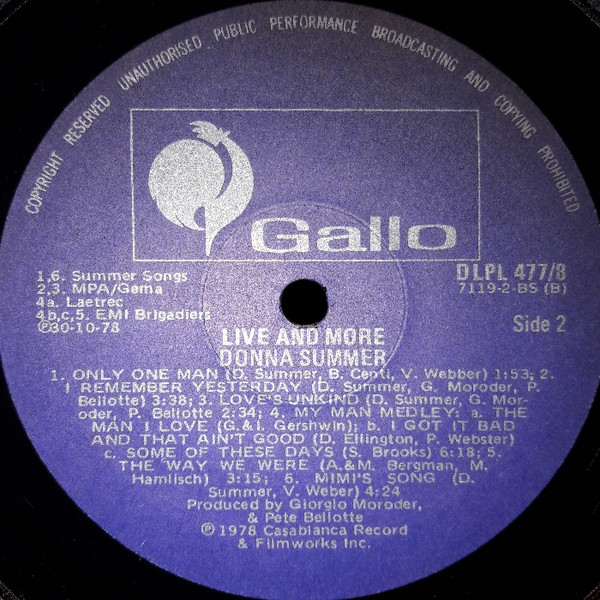 COPYRIGHT RESERVED UNAUTHORISED PUBLIC PERFORMANCE BROADCASTING AND COPYING PROHIBITED
Gallo
1,6. Summer Songs
2,3. MPA/Gema
4a. Laetrec
4b,c,5. EMI Brigadiers
℗30-10-78
DLPL 477/8
7119-2-BS (B)
Side 2
LIVE AND MORE
DONNA SUMMER
1. ONLY ONE MAN (D. Summer, B. Centi, V. Webber) 1:53; 2.
I REMEMBER YESTERDAY (D. Summer, G. Moroder, P.
Bellotte) 3:38; 3. LOVE'S UNKIND (D. Summer, G. Mor-
oder, P. Bellotte 2:34; 4. MY MAN MEDLEY: a. THE
MAN I LOVE (G.& I. Gershwin); b. I GOT IT BAD
AND THAT AIN'T GOOD (D. Ellington, P. Webster)
c. SOME OF THESE DAYS (S. Brooks) 6:18; 5.
THE WAY WE WERE (A.& M. Bergman, M.
Hamlisch) 3:15; 6. MIMI'S SONG (D.
Summer, V. Weber) 4:24
Produced by Giorgio Moroder,
& Pete Bellotte
℗ 1978 Casablanca Record
& Filmworks Inc.